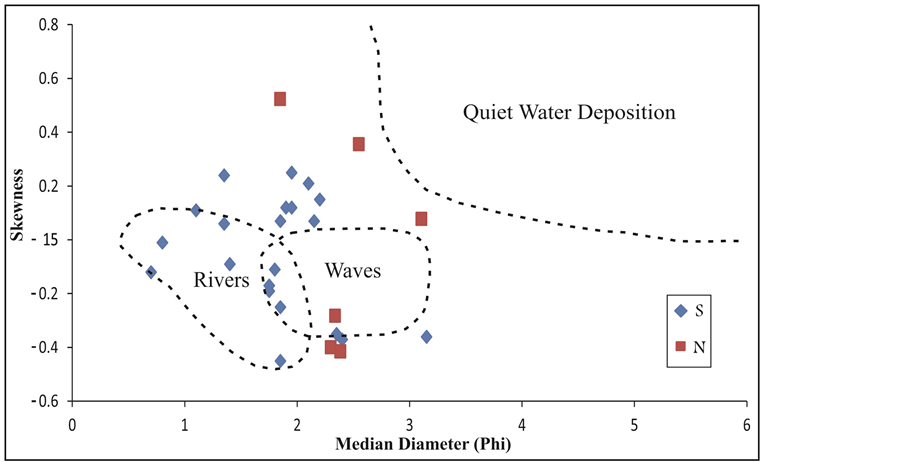 0.8
0.6
Quiet Water Deposition
0.4
0.2
Skewness
- 15
Rivers
Waves
-0.2
S
-0.4
N
-0.6
0 1 2 3 4 5 6
Median Diameter (Phi)